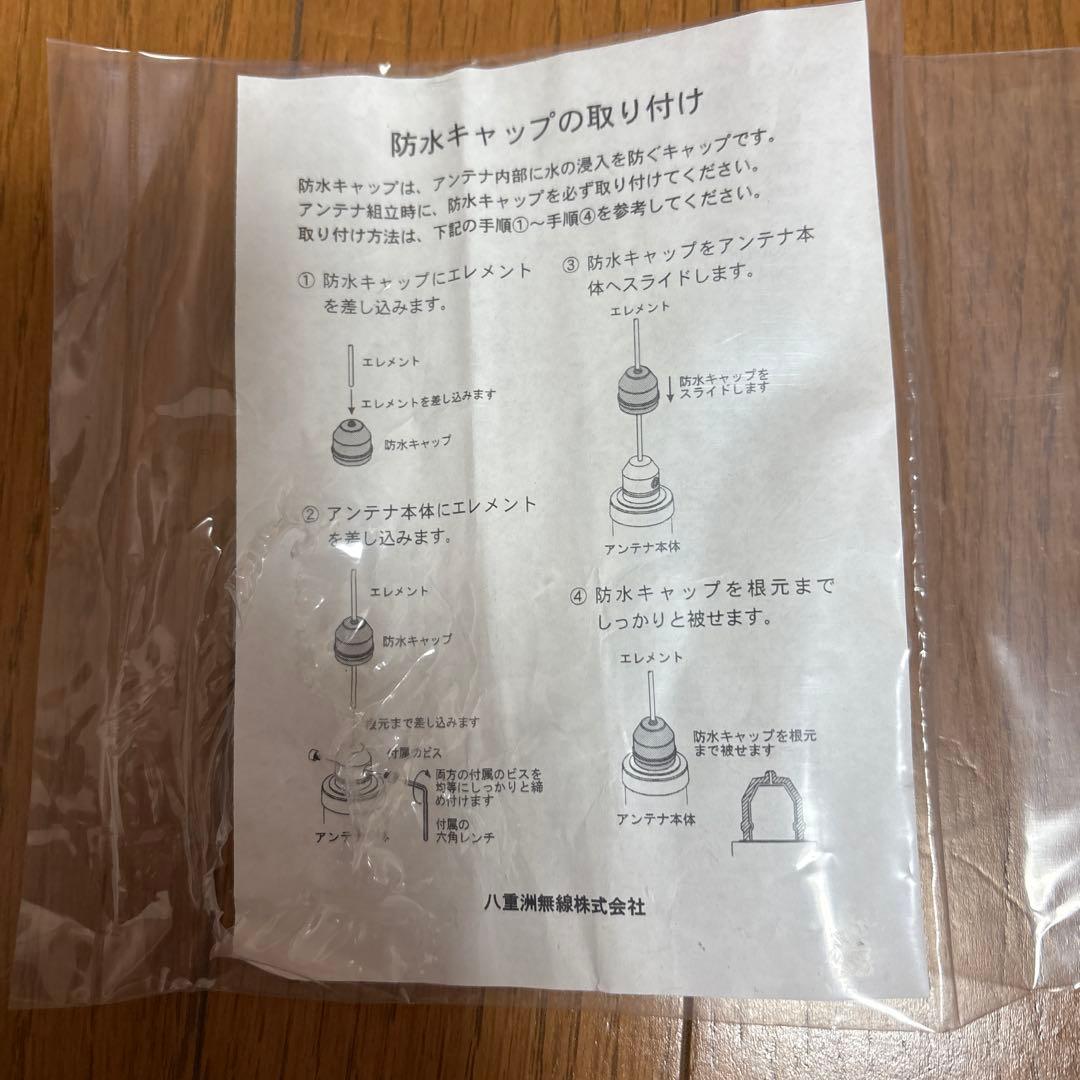 防水キャップの取り付け
防水キャップは、アンテナ内部に水の浸入を防ぐキャップです。
アンテナ組立時に、防水キャップを必ず取り付けてください。
取り付け方法は、下記の手順①～手順④を参考してください。
① 防水キャップにエレメント
を差し込みます。
エレメント
エレメントを差し込みます
防水キャップ
② アンテナ本体にエレメント
を差し込みます。
エレメント
防水キャップ
元まで差し込みます
付属のビス
両方の付属のビスを
均等にしっかりと締
め付けます
付属の
六角レンチ
アンテナ本体
③ 防水キャップをアンテナ本
体へスライドします。
エレメント
防水キャップを
スライドします
アンテナ本体
④ 防水キャップを根元まで
しっかりと被せます。
エレメント
防水キャップを根元
まで被せます
アンテナ本体
八重洲無線株式会社